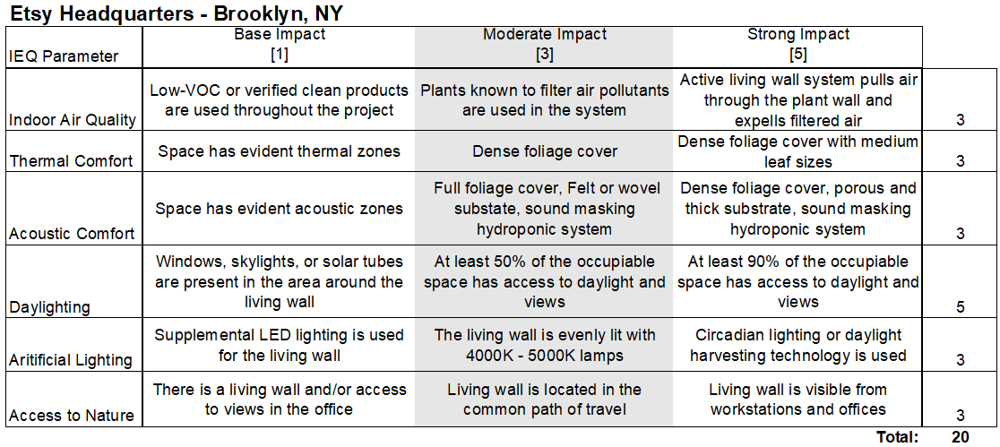 Etsy Headquarters - Brooklyn, NY
IEQ Parameter
Base Impact
[1]
Moderate Impact
[3]
Strong Impact
[5]
Indoor Air Quality
Low-VOC or verified clean products
are used throughout the project
Plants known to filter air pollutants
are used in the system
Active living wall system pulls air
through the plant wall and
expells filtered air
3
Thermal Comfort
Space has evident thermal zones
Dense foliage cover
Dense foliage cover with medium
leaf sizes
3
Acoustic Comfort
Space has evident acoustic zones
Full foliage cover, Felt or wovel
substate, sound masking
hydroponic system
Dense foliage cover, porous and
thick substrate, sound masking
hydroponic system
3
Daylighting
Windows, skylights, or solar tubes
are present in the area around the
living wall
At least 50% of the occupiable
space has access to daylight and
views
At least 90% of the occupiable
space has access to daylight and
views
5
Aritificial Lighting
Supplemental LED lighting is used
for the living wall
The living wall is evenly lit with
4000K - 5000K lamps
Circadian lighting or daylight
harvesting technology is used
3
Access to Nature
There is a living wall and/or access
to views in the office
Living wall is located in the
common path of travel
Living wall is visible from
workstations and offices
3
Total: 20